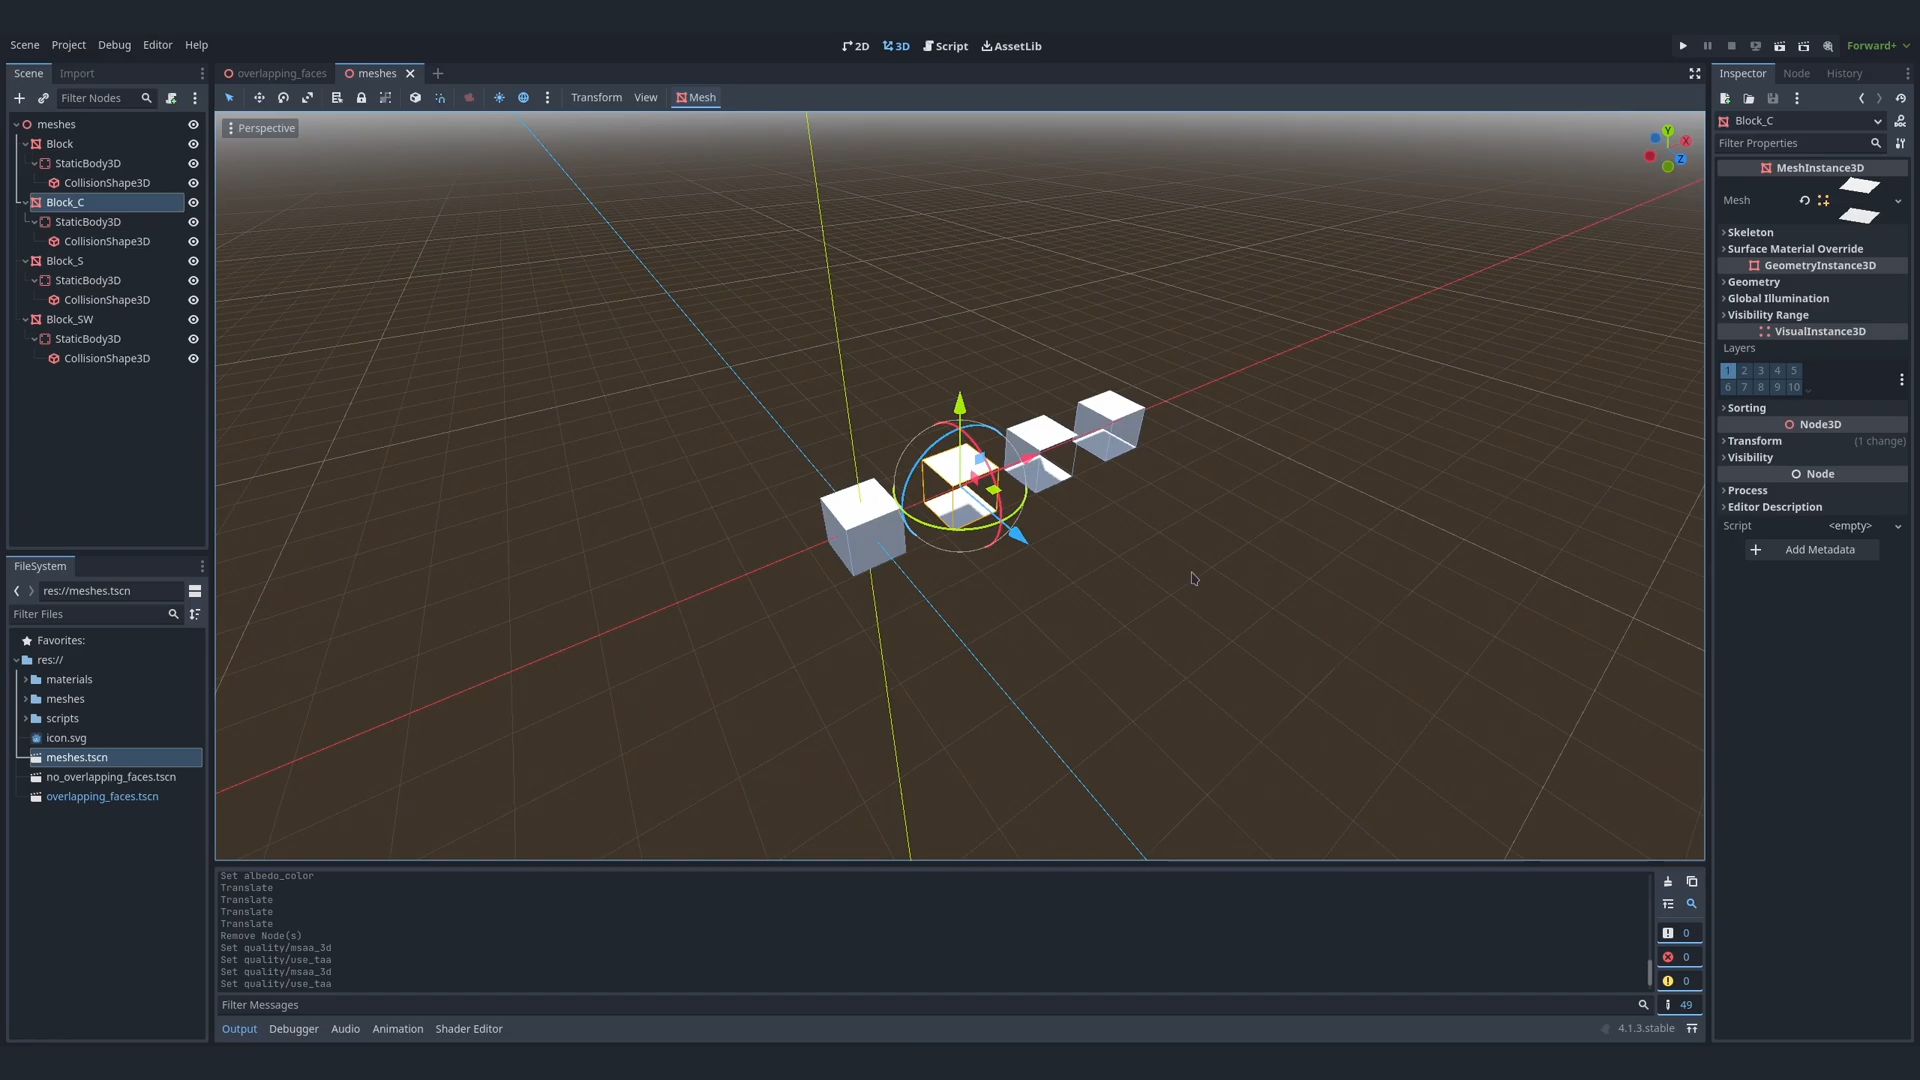 Scene Project Debug Editor Help
2D 3D Script AssetLib
Forward+
Scene Import
Filter Nodes
meshes
Block
StaticBody3D
CollisionShape3D
Block_C
StaticBody3D
CollisionShape3D
Block_S
StaticBody3D
CollisionShape3D
Block_SW
StaticBody3D
CollisionShape3D
FileSystem
res://meshes.tscn
Filter Files
Favorites:
res://
materials
meshes
scripts
icon.svg
meshes.tscn
no_overlapping_faces.tscn
overlapping_faces.tscn
overlapping_faces meshes
Transform View Mesh
Perspective
Y
X
Z
Set albedo_color
Translate
Translate
Translate
Translate
Remove Node(s)
Set quality/msaa_3d
Set quality/use_taa
Set quality/msaa_3d
Set quality/use_taa
0
0
0
49
Filter Messages
Output Debugger Audio Animation Shader Editor
4.1.3.stable
Inspector Node History
Block_C
Filter Properties
MeshInstance3D
Mesh
Skeleton
Surface Material Override
GeometryInstance3D
Geometry
Global Illumination
Visibility Range
VisualInstance3D
Layers
1 2 3 4 5
6 7 8 9 10
Sorting
Node3D
Transform (1 change)
Visibility
Node
Process
Editor Description
Script <empty>
Add Metadata